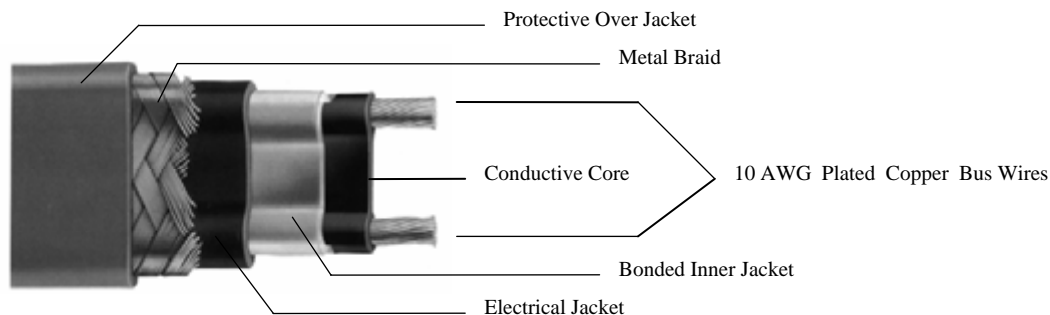 Protective Over Jacket
Metal Braid
Conductive Core
10 AWG Plated Copper Bus Wires
Bonded Inner Jacket
Electrical Jacket